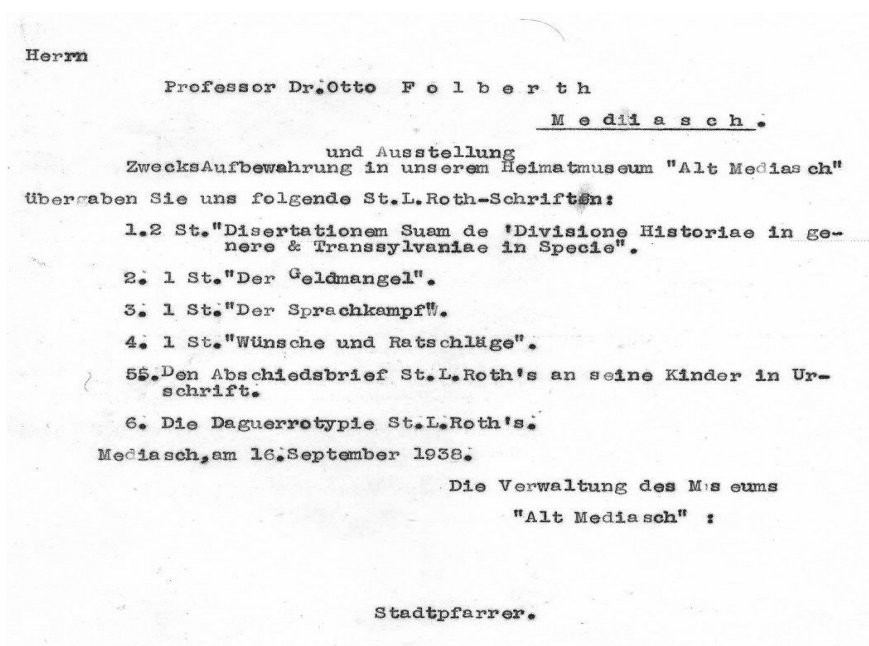 Herrn
Professor Dr.Otto F o l b e r t h
M e dii a s c h .
und Ausstellung
ZwecksAufbewahrung in unserem Heimatmuseum "Alt Mediasch"
übergaben Sie uns folgende St.L.Roth-Schriften:
1.2 St."Disertationem Suam de 'Divisione Historiae in ge-
nere & Transsylvaniae in Specie".
2. 1 St."Der Geldmangel".
3. 1 St."Der Sprachkampf".
4. 1 St."Wünsche und Ratschläge".
55.Den Abschiedsbrief St.L.Roth's an seine Kinder in Ur-
schrift.
6. Die Daguerrotypie St.L.Roth's.
Mediasch,am 16.September 1938.
Die Verwaltung des Museums
"Alt Mediasch" :
Stadtpfarrer.